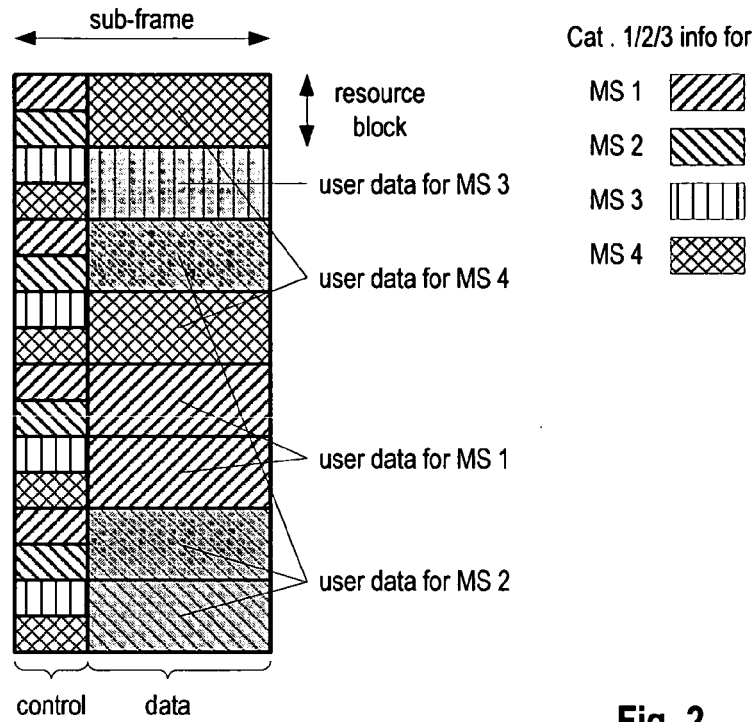 sub-frame
resource
block
user data for MS 3
user data for MS 4
user data for MS 1
user data for MS 2
control
data
Cat . 1/2/3 info for
MS 1
MS 2
MS 3
MS 4
Fig. 2